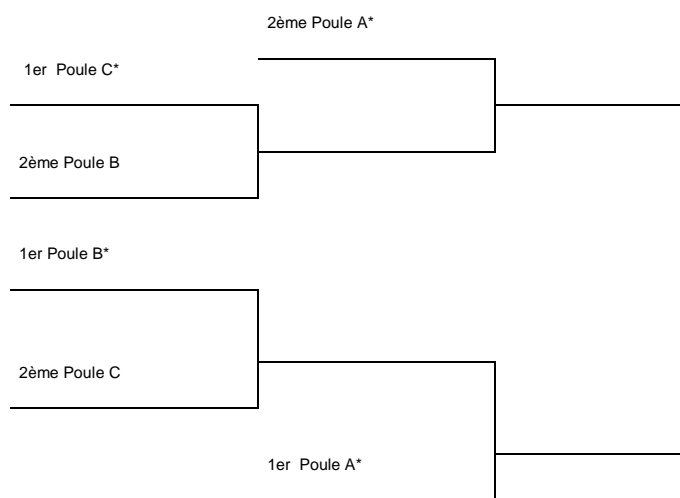 2ème Poule A*
1er  Poule C*
2ème Poule B
1er Poule B*
2ème Poule C
1er  Poule A*